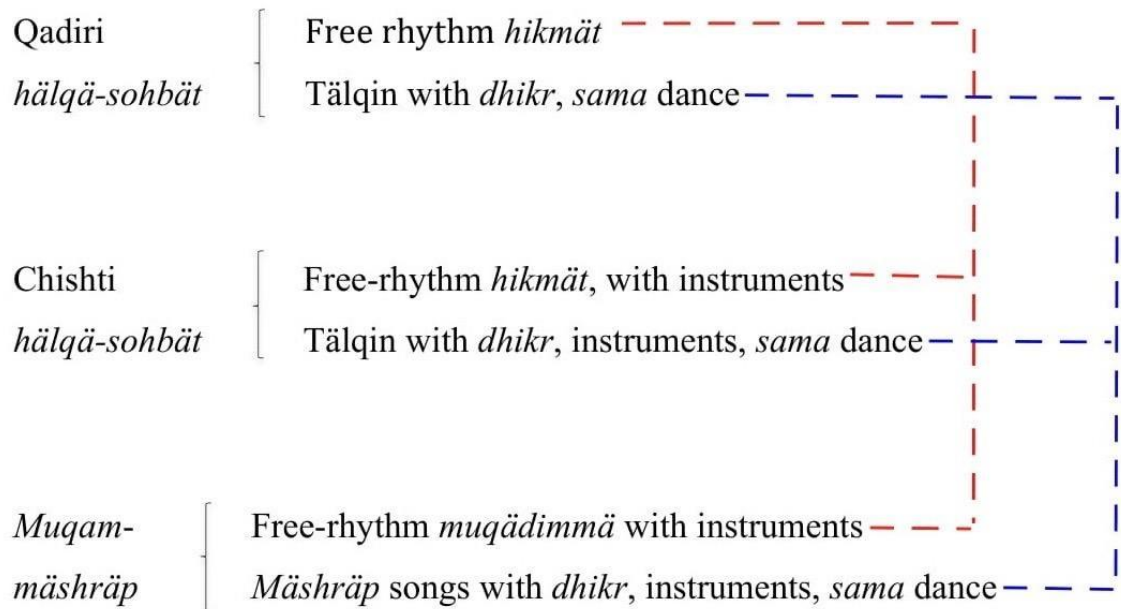 Qadiri Free rhythm hikmät
hälqä-sohbät Tälqin with dhikr, sama dance
Chishti Free-rhythm hikmät, with instruments
hälqä-sohbät Tälqin with dhikr, instruments, sama dance
Muqam- Free-rhythm muqädimmä with instruments
mäshräp Mäshräp songs with dhikr, instruments, sama dance